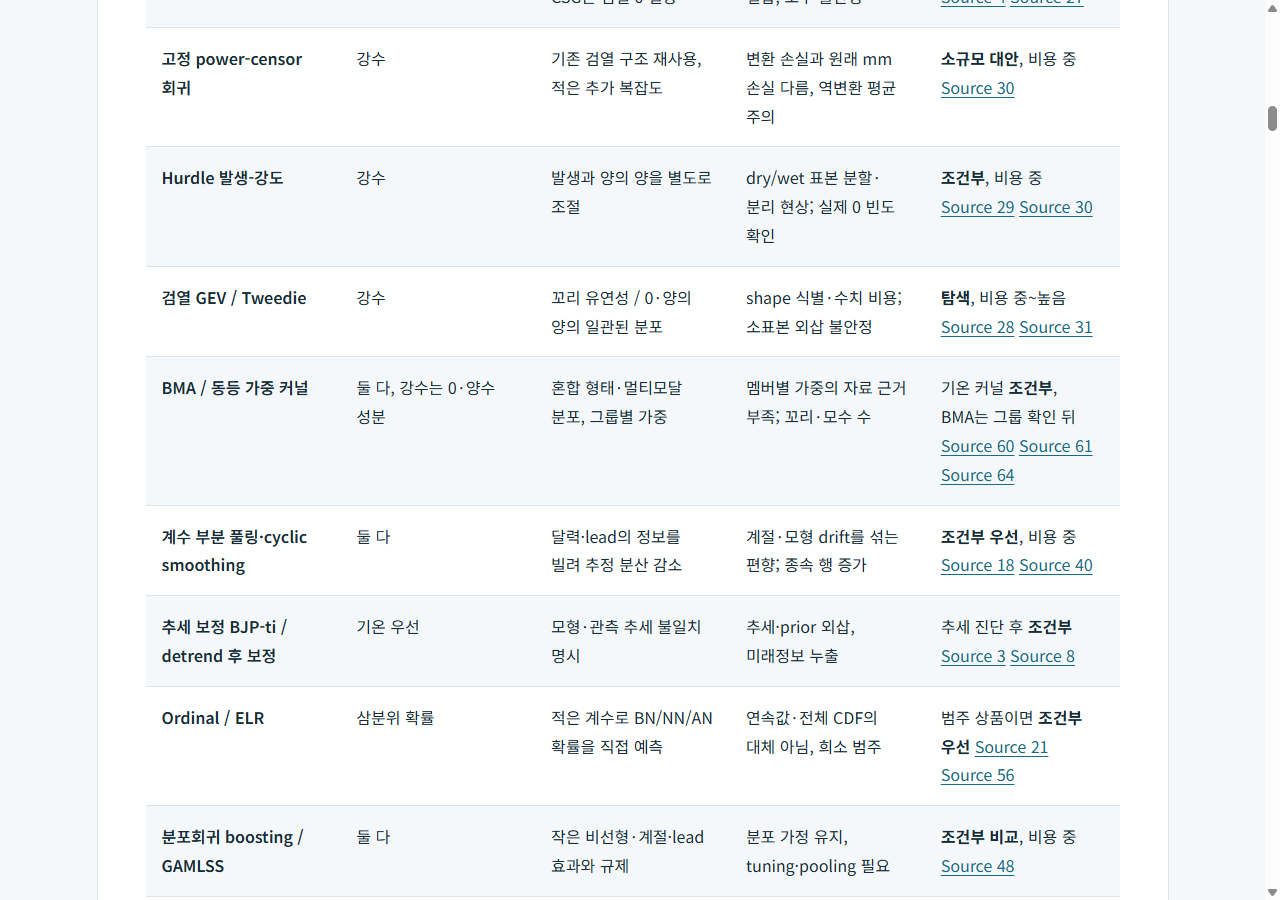 고정 power-censor
회귀
강수
기존 검열 구조 재사용,
적은 추가 복잡도
변환 손실과 원래 mm
손실 다름, 역변환 평균
주의
소규모 대안, 비용 중
Source 30
Hurdle 발생-강도
강수
발생과 양의 양을 별도로
조절
dry/wet 표본 분할·
분리 현상; 실제 0 빈도
확인
조건부, 비용 중
Source 29 Source 30
검열 GEV / Tweedie
강수
꼬리 유연성 / 0·양의
양의 일관된 분포
shape 식별·수치 비용;
소표본 외삽 불안정
탐색, 비용 중~높음
Source 28 Source 31
BMA / 동등 가중 커널
둘 다, 강수는 0·양수
성분
혼합 형태·멀티모달
분포, 그룹별 가중
멤버별 가중의 자료 근거
부족; 꼬리·모수 수
기온 커널 조건부,
BMA는 그룹 확인 뒤
Source 60 Source 61
Source 64
계수 부분 풀링·cyclic
smoothing
둘 다
달력·lead의 정보를
빌려 추정 분산 감소
계절·모형 drift를 섞는
편향; 종속 행 증가
조건부 우선, 비용 중
Source 18 Source 40
추세 보정 BJP-ti /
detrend 후 보정
기온 우선
모형·관측 추세 불일치
명시
추세·prior 외삽,
미래정보 누출
추세 진단 후 조건부
Source 3 Source 8
Ordinal / ELR
삼분위 확률
적은 계수로 BN/NN/AN
확률을 직접 예측
연속값·전체 CDF의
대체 아님, 희소 범주
범주 상품이면 조건부
우선 Source 21
Source 56
분포회귀 boosting /
GAMLSS
둘 다
작은 비선형·계절·lead
효과와 규제
분포 가정 유지,
tuning·pooling 필요
조건부 비교, 비용 중
Source 48